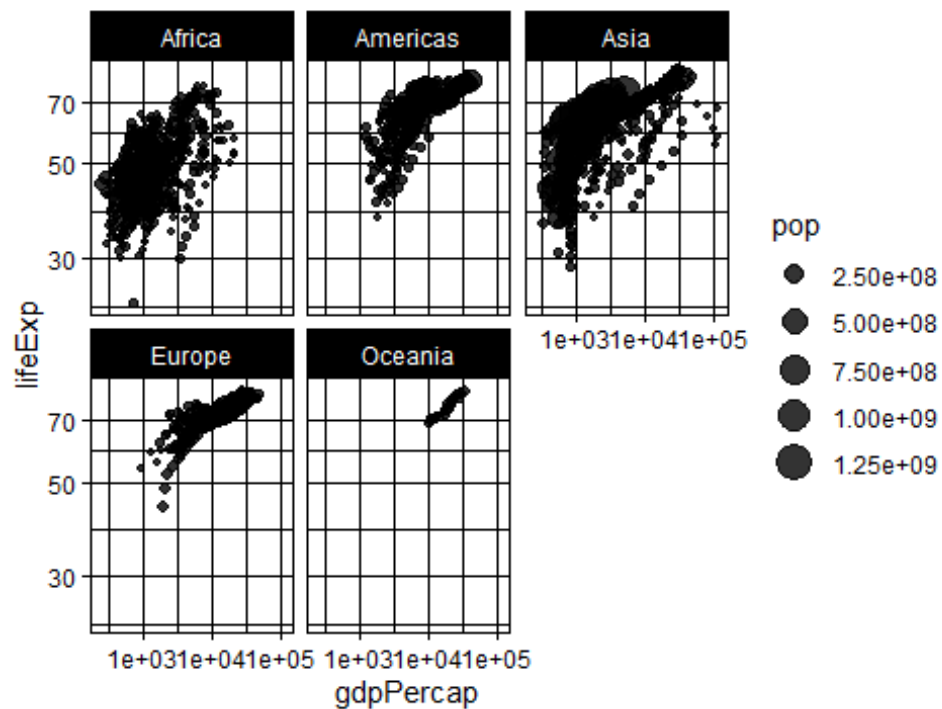 Africa Americas Asia
70
50
30
lifeExp
1e+031e+041e+05
Europe Oceania
70
50
30
1e+031e+041e+05 1e+031e+041e+05
gdpPercap
pop
2.50e+08
5.00e+08
7.50e+08
1.00e+09
1.25e+09